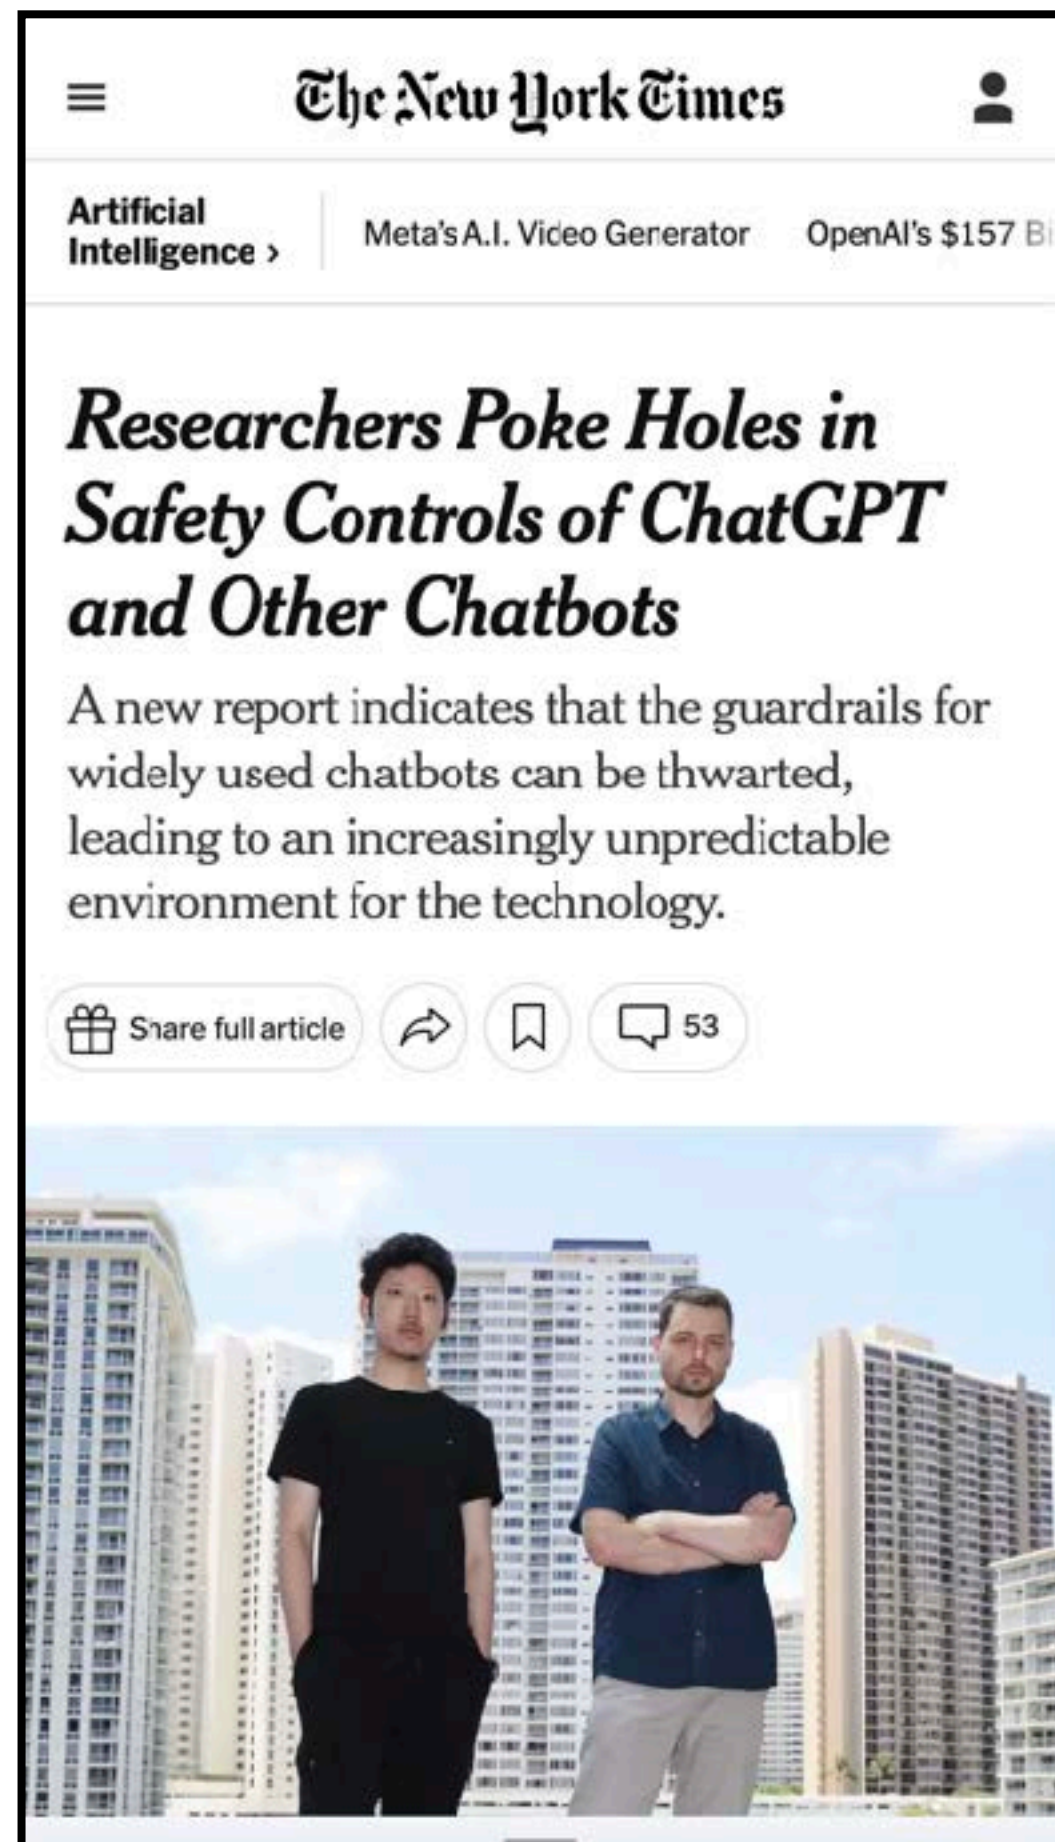 The New York Times
Artificial
Intelligence ›
Meta's A.I. Video Generator
OpenAI's $157 Bi
Researchers Poke Holes in
Safety Controls of ChatGPT
and Other Chatbots
A new report indicates that the guardrails for
widely used chatbots can be thwarted,
leading to an increasingly unpredictable
environment for the technology.
Share full article
53